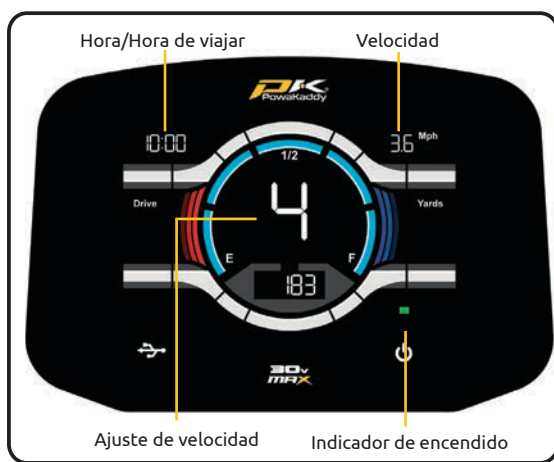 Hora/Hora de viajar
Velocidad
PK
PowaKaddy
10:00
3.6 Mph
1/2
Drive
4
Yards
E
F
183
30v
MAX
Ajuste de velocidad
Indicador de encendido